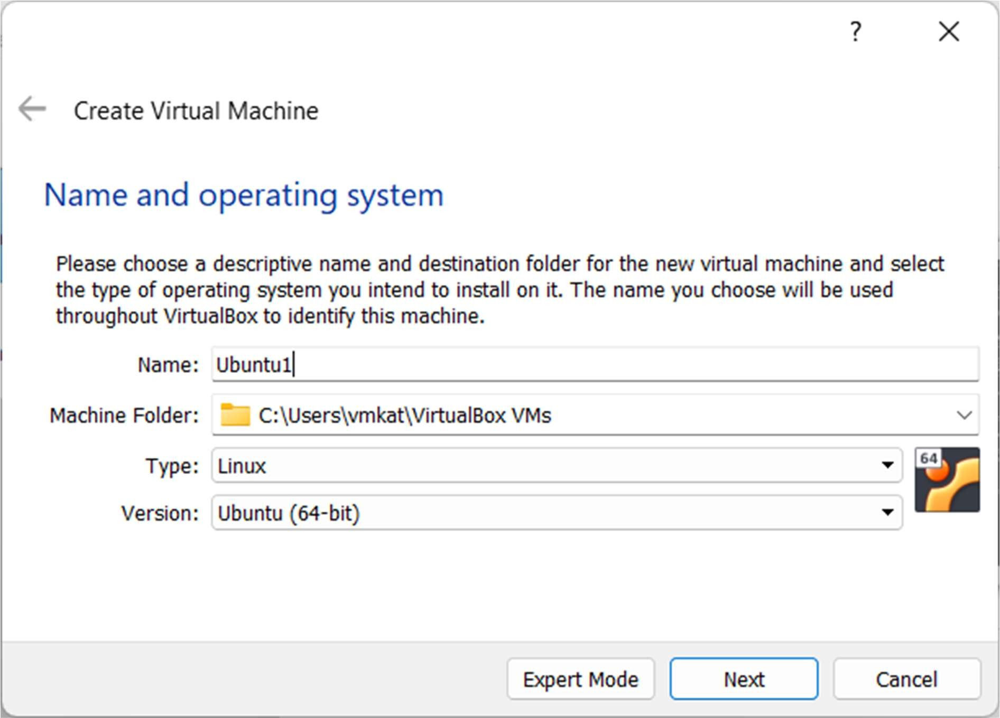 ?
Create Virtual Machine
Name and operating system
Please choose a descriptive name and destination folder for the new virtual machine and select
the type of operating system you intend to install on it. The name you choose will be used
throughout VirtualBox to identify this machine.
Name: Ubuntu1
Machine Folder: C:\Users\vmkat\VirtualBox VMs
Type: Linux
64
Version: Ubuntu (64-bit)
Expert Mode Next Cancel